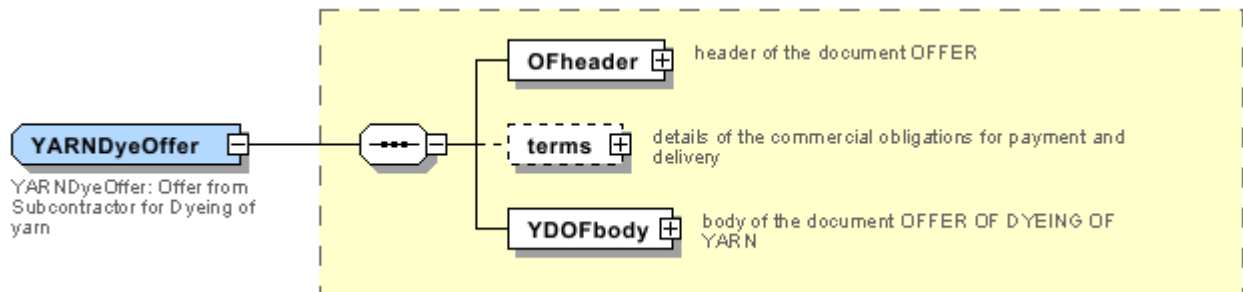 OFheader
header of the document OFFER
YARNDyeOffer
terms
details of the commercial obligations for payment and
delivery
YARNDyeOffer: Offer from
Subcontractor for Dyeing of
yarn
YDOFbody
body of the document OFFER OF DYEING OF
YARN